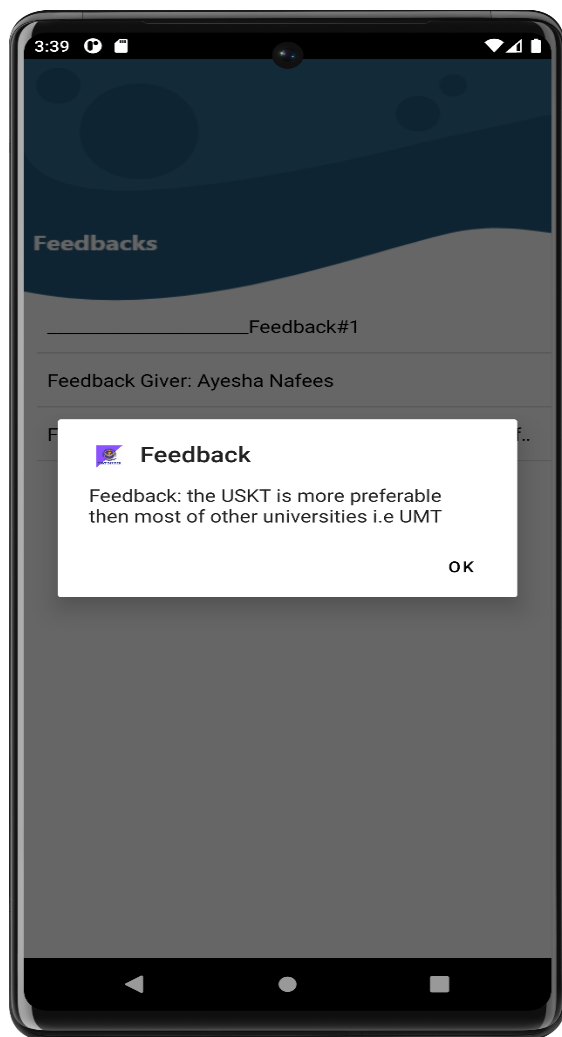 3:39
Feedbacks
____________________Feedback#1
Feedback Giver: Ayesha Nafees
F
f..
Feedback
Feedback: the USKT is more preferable
then most of other universities i.e UMT
OK